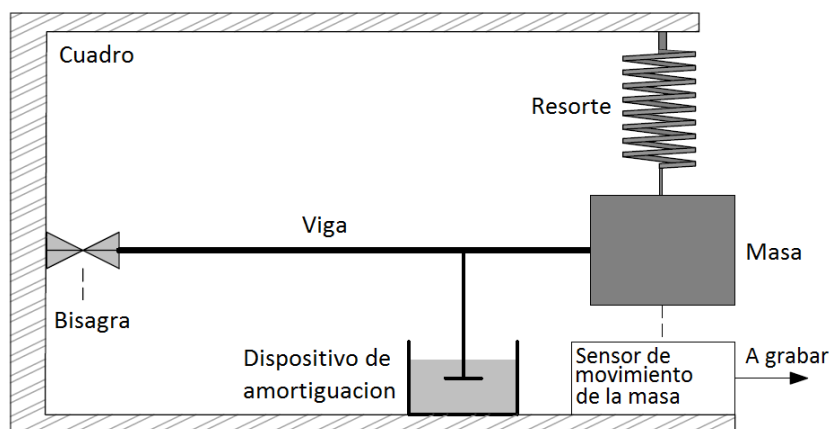 Cuadro
Resorte
Viga
Masa
Bisagra
Dispositivo de
amortiguacion
Sensor de
movimiento
de la masa
A grabar